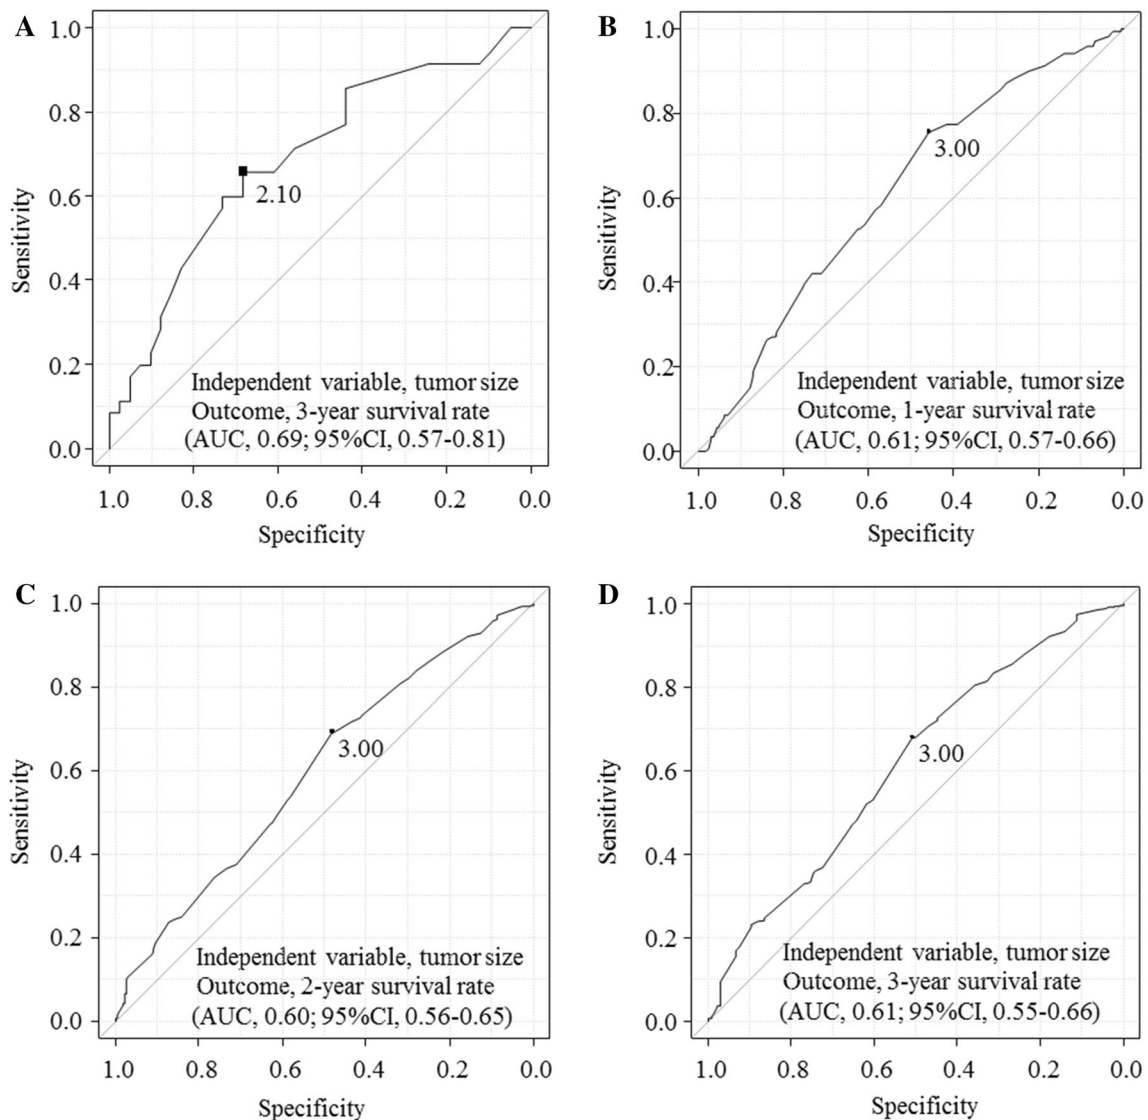 A
1.0
0.8
0.6
0.4
0.2
0.0
Sensitivity
2.10
Independent variable, tumor size
Outcome, 3-year survival rate
(AUC, 0.69; 95%CI, 0.57-0.81)
1.0 0.8 0.6 0.4 0.2 0.0
Specificity
B
1.0
0.8
0.6
0.4
0.2
0.0
Sensitivity
3.00
Independent variable, tumor size
Outcome, 1-year survival rate
(AUC, 0.61; 95%CI, 0.57-0.66)
1.0 0.8 0.6 0.4 0.2 0.0
Specificity
C
1.0
0.8
0.6
0.4
0.2
0.0
Sensitivity
3.00
Independent variable, tumor size
Outcome, 2-year survival rate
(AUC, 0.60; 95%CI, 0.56-0.65)
1.0 0.8 0.6 0.4 0.2 0.0
Specificity
D
1.0
0.8
0.6
0.4
0.2
0.0
Sensitivity
3.00
Independent variable, tumor size
Outcome, 3-year survival rate
(AUC, 0.61; 95%CI, 0.55-0.66)
1.0 0.8 0.6 0.4 0.2 0.0
Specificity